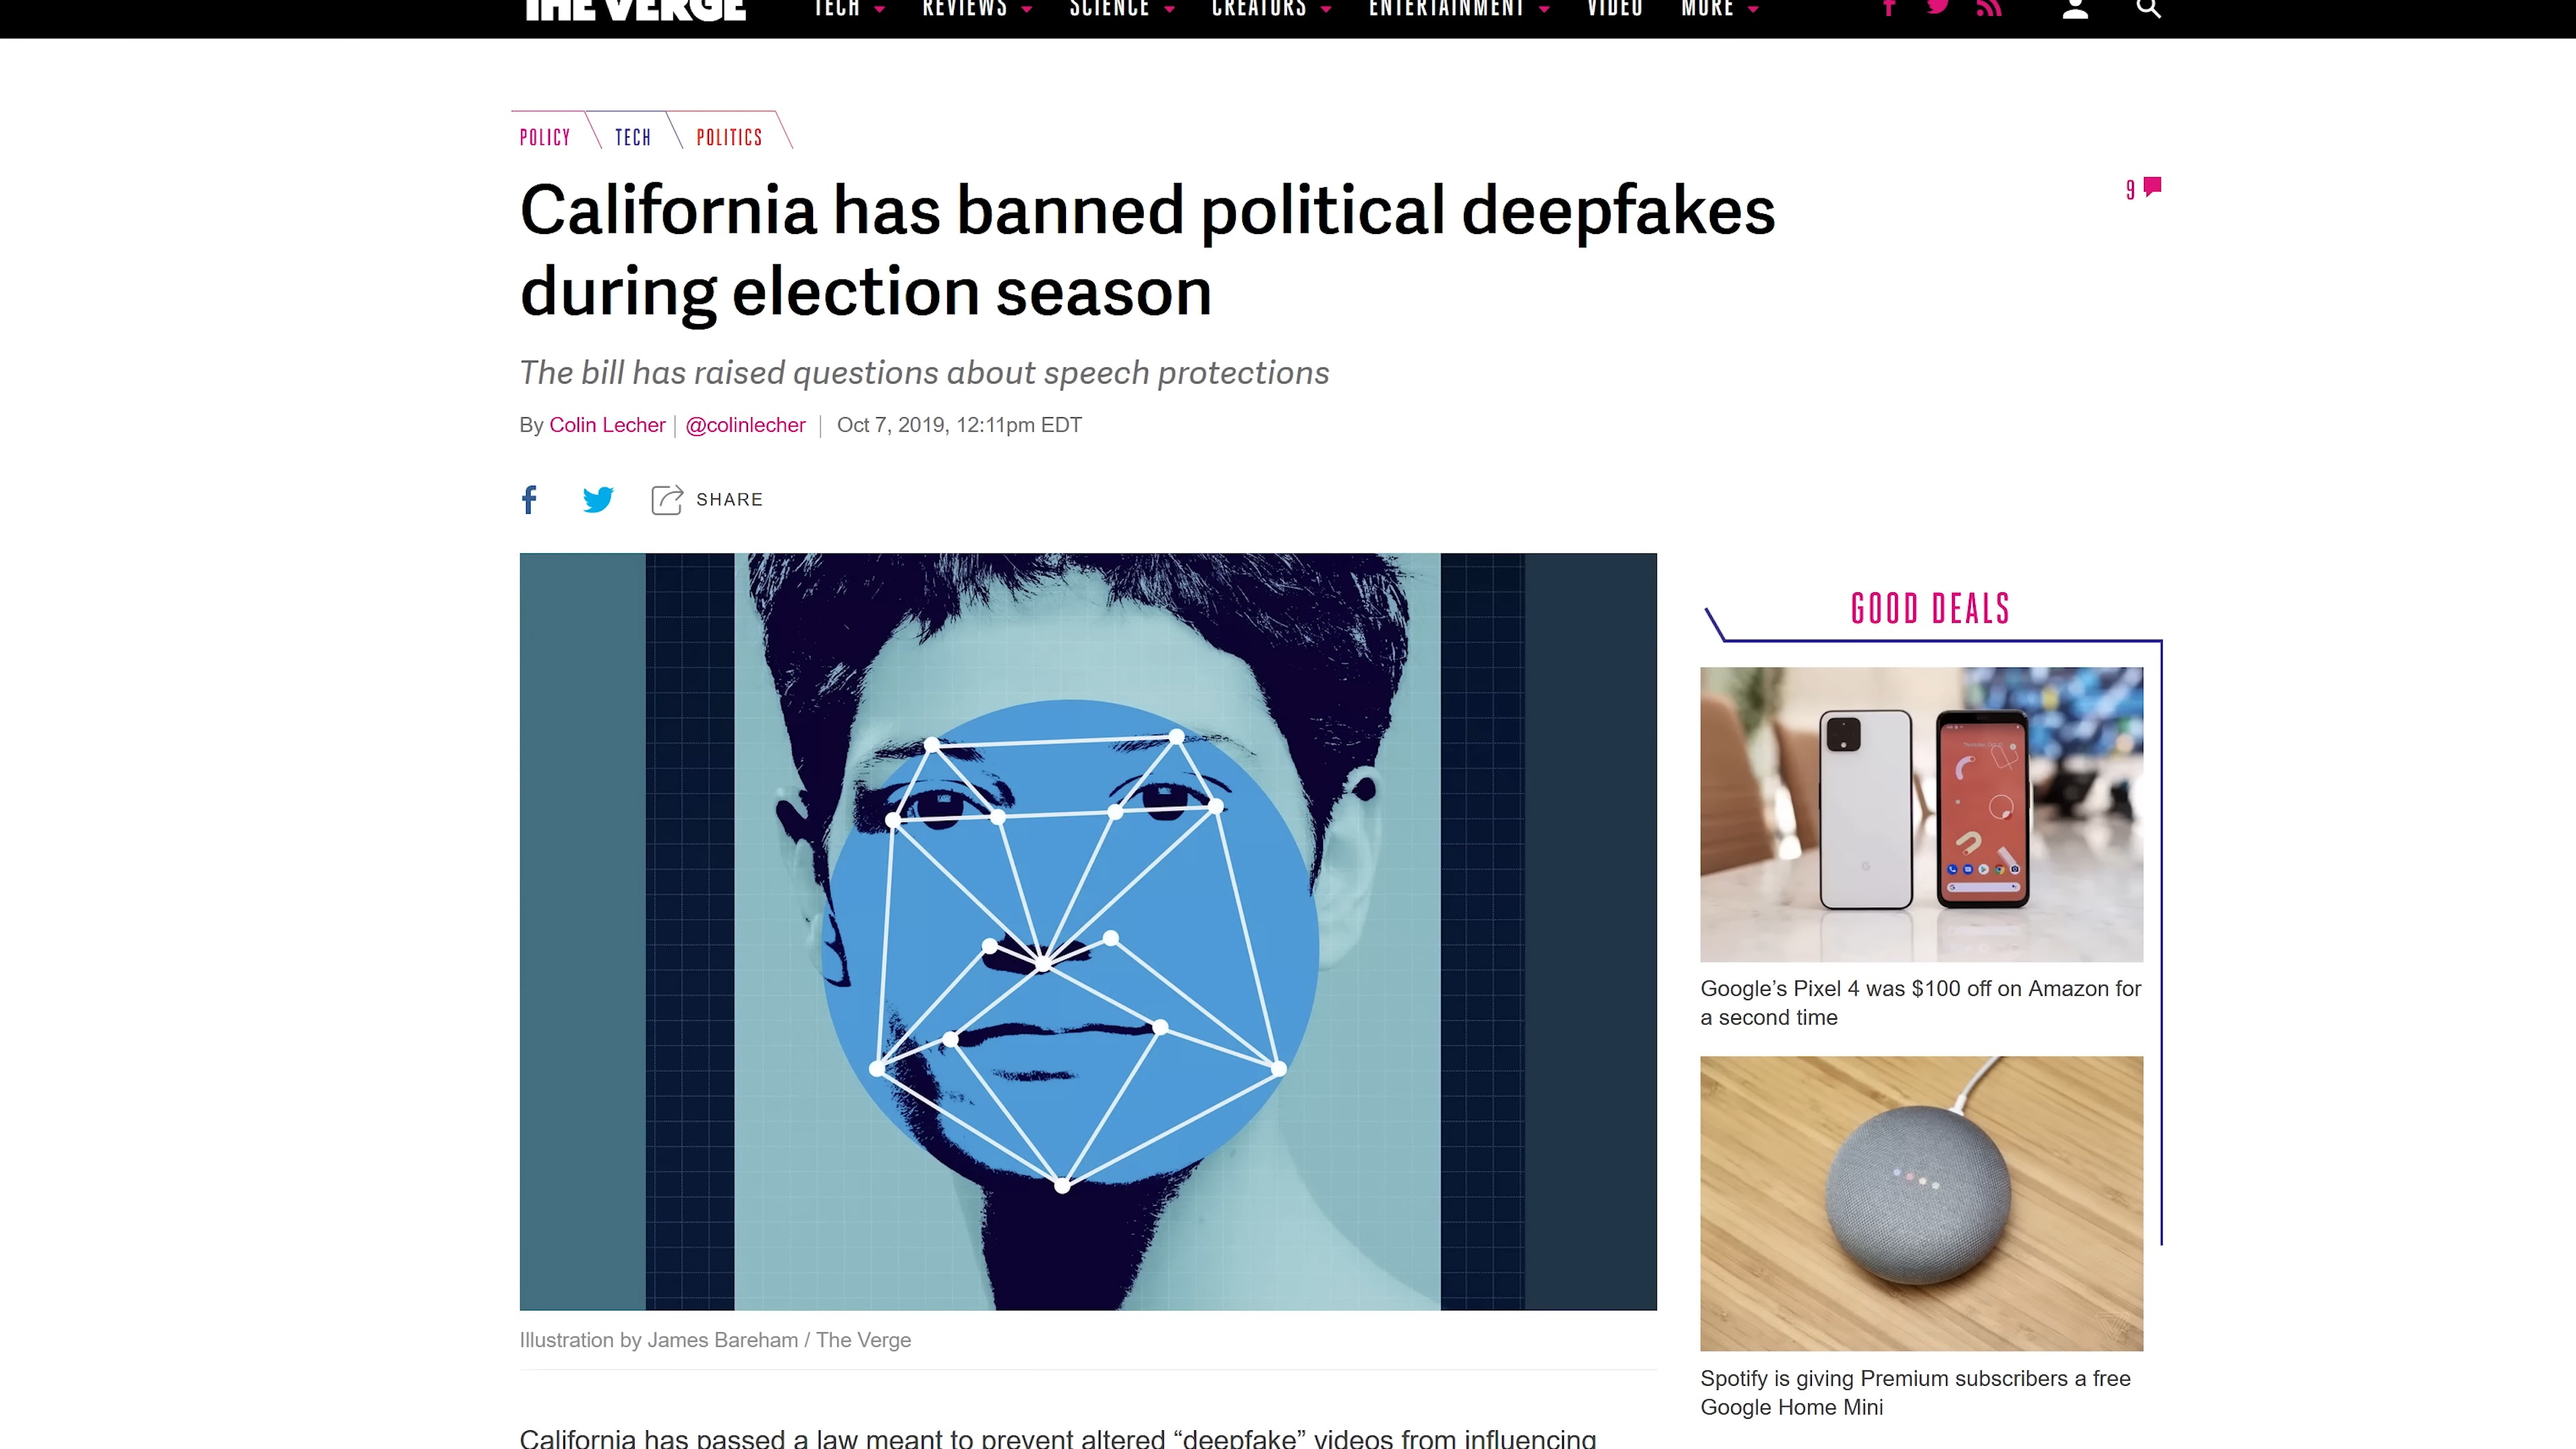 THE VERGE
TECH REVIEWS SCIENCE CREATORS ENTERTAINMENT VIDEO MORE
POLICY TECH POLITICS
California has banned political deepfakes
during election season
9
The bill has raised questions about speech protections
By Colin Lecher | @colinlecher | Oct 7, 2019, 12:11pm EDT
SHARE
GOOD DEALS
Google’s Pixel 4 was $100 off on Amazon for
a second time
Illustration by James Bareham / The Verge
Spotify is giving Premium subscribers a free
Google Home Mini
California has passed a law meant to prevent altered “deepfake” videos from influencing